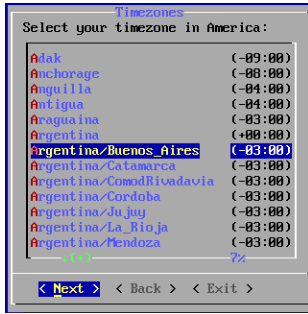 Timezones
Select your timezone in America:
Adak (-09:00)
Anchorage (-08:00)
Anguilla (-04:00)
Antigua (-04:00)
Araguaina (-03:00)
Argentina (+00:00)
Argentina/Buenos_Aires (-03:00)
Argentina/Catamarca (-03:00)
Argentina/ComodRivadavia (-03:00)
Argentina/Cordoba (-03:00)
Argentina/Jujuy (-03:00)
Argentina/La_Rioja (-03:00)
Argentina/Mendoza (-03:00)
↓(+) 7%
< Next > < Back > < Exit >